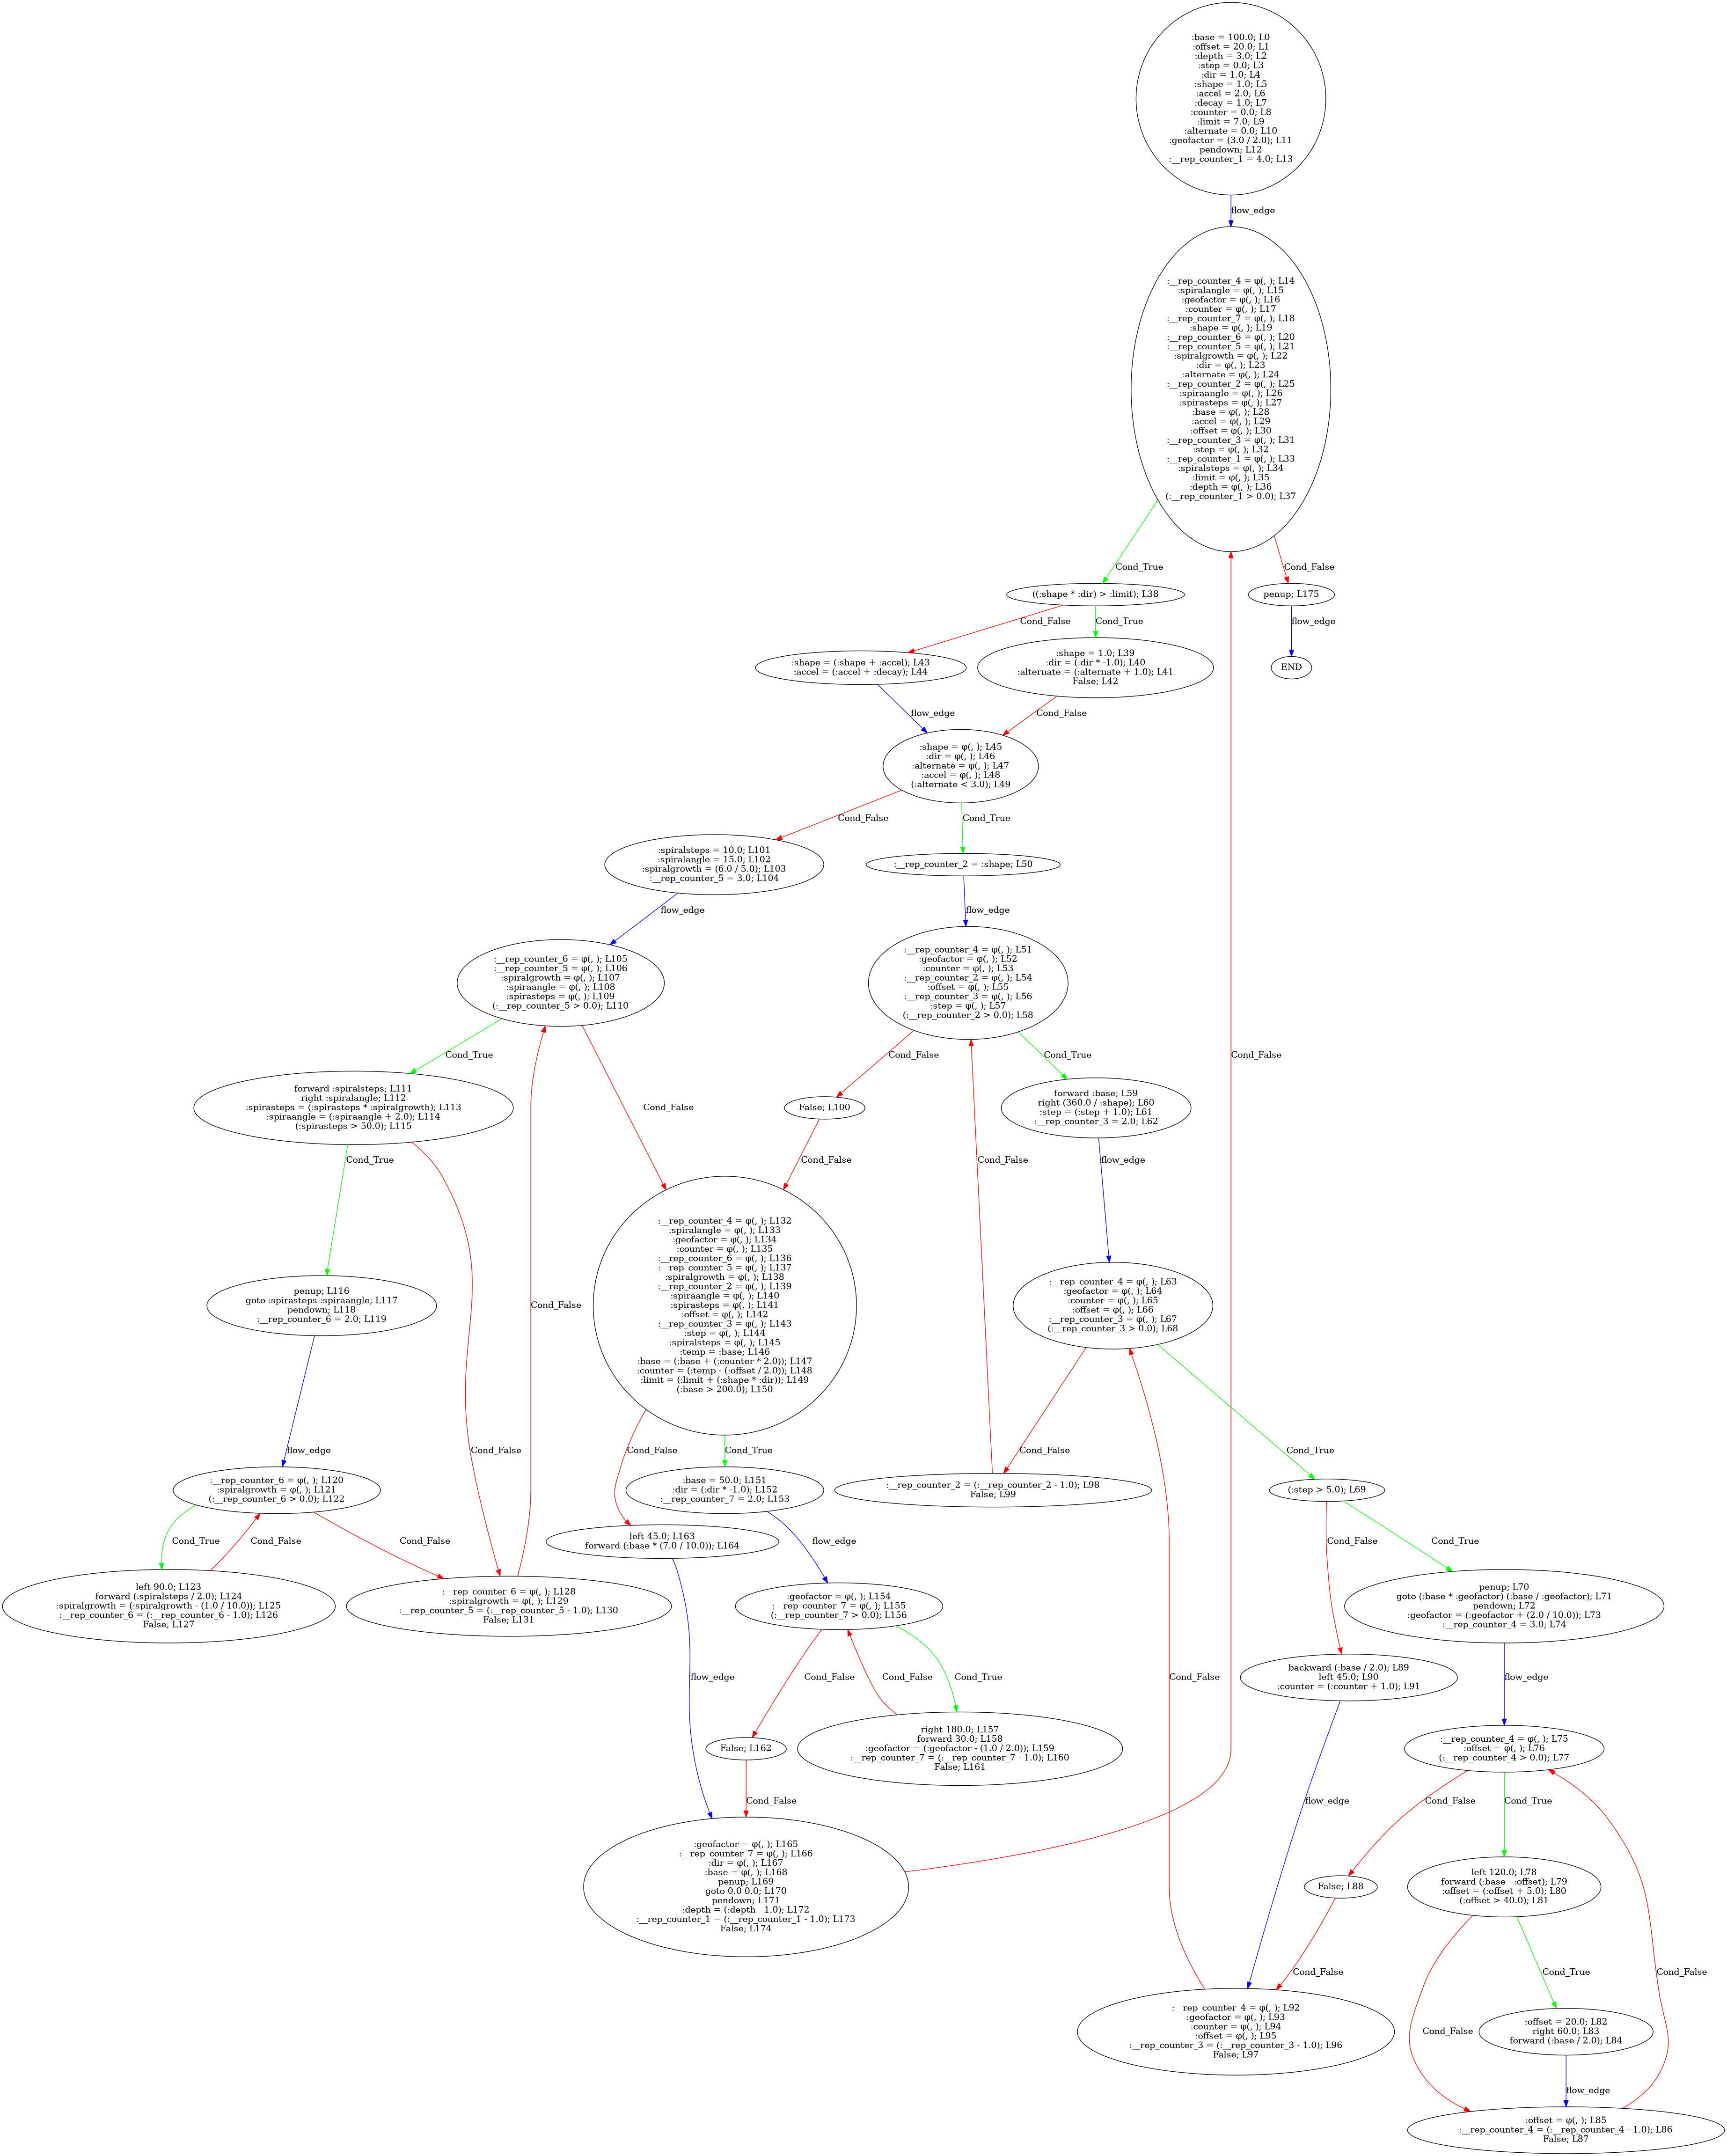 :base = 100.0; L0
:offset = 20.0; L1
:depth = 3.0; L2
:step = 0.0; L3
:dir = 1.0; L4
:shape = 1.0; L5
:accel = 2.0; L6
:decay = 1.0; L7
:counter = 0.0; L8
:limit = 7.0; L9
:alternate = 0.0; L10
:geofactor = (3.0 / 2.0); L11
pendown; L12
:__rep_counter_1 = 4.0; L13
flow_edge
:__rep_counter_4 = φ(, ); L14
:spiralangle = φ(, ); L15
:geofactor = φ(, ); L16
:counter = φ(, ); L17
:__rep_counter_7 = φ(, ); L18
:shape = φ(, ); L19
:__rep_counter_6 = φ(, ); L20
:__rep_counter_5 = φ(, ); L21
:spiralgrowth = φ(, ); L22
:dir = φ(, ); L23
:alternate = φ(, ); L24
:__rep_counter_2 = φ(, ); L25
:spiraangle = φ(, ); L26
:spirasteps = φ(, ); L27
:base = φ(, ); L28
:accel = φ(, ); L29
:offset = φ(, ); L30
:__rep_counter_3 = φ(, ); L31
:step = φ(, ); L32
:__rep_counter_1 = φ(, ); L33
:spiralsteps = φ(, ); L34
:limit = φ(, ); L35
:depth = φ(, ); L36
(:__rep_counter_1 > 0.0); L37
Cond_True
Cond_False
((:shape * :dir) > :limit); L38
penup; L175
Cond_False
Cond_True
flow_edge
:shape = (:shape + :accel); L43
:accel = (:accel + :decay); L44
:shape = 1.0; L39
:dir = (:dir * -1.0); L40
:alternate = (:alternate + 1.0); L41
False; L42
END
flow_edge
Cond_False
:shape = φ(, ); L45
:dir = φ(, ); L46
:alternate = φ(, ); L47
:accel = φ(, ); L48
(:alternate < 3.0); L49
Cond_False
Cond_True
:spiralsteps = 10.0; L101
:spiralangle = 15.0; L102
:spiralgrowth = (6.0 / 5.0); L103
:__rep_counter_5 = 3.0; L104
:__rep_counter_2 = :shape; L50
flow_edge
flow_edge
:__rep_counter_6 = φ(, ); L105
:__rep_counter_5 = φ(, ); L106
:spiralgrowth = φ(, ); L107
:spiraangle = φ(, ); L108
:spirasteps = φ(, ); L109
(:__rep_counter_5 > 0.0); L110
:__rep_counter_4 = φ(, ); L51
:geofactor = φ(, ); L52
:counter = φ(, ); L53
:__rep_counter_2 = φ(, ); L54
:offset = φ(, ); L55
:__rep_counter_3 = φ(, ); L56
:step = φ(, ); L57
(:__rep_counter_2 > 0.0); L58
Cond_True
Cond_False
Cond_True
Cond_False
forward :spiralsteps; L111
right :spiralangle; L112
:spirasteps = (:spirasteps * :spiralgrowth); L113
:spiraangle = (:spiraangle + 2.0); L114
(:spirasteps > 50.0); L115
Cond_False
False; L100
forward :base; L59
right (360.0 / :shape); L60
:step = (:step + 1.0); L61
:__rep_counter_3 = 2.0; L62
Cond_True
Cond_False
Cond_False
flow_edge
penup; L116
goto :spirasteps :spiraangle; L117
pendown; L118
:__rep_counter_6 = 2.0; L119
Cond_False
:__rep_counter_4 = φ(, ); L132
:spiralangle = φ(, ); L133
:geofactor = φ(, ); L134
:counter = φ(, ); L135
:__rep_counter_6 = φ(, ); L136
:__rep_counter_5 = φ(, ); L137
:spiralgrowth = φ(, ); L138
:__rep_counter_2 = φ(, ); L139
:spiraangle = φ(, ); L140
:spirasteps = φ(, ); L141
:offset = φ(, ); L142
:__rep_counter_3 = φ(, ); L143
:step = φ(, ); L144
:spiralsteps = φ(, ); L145
:temp = :base; L146
:base = (:base + (:counter * 2.0)); L147
:counter = (:temp - (:offset / 2.0)); L148
:limit = (:limit + (:shape * :dir)); L149
(:base > 200.0); L150
:__rep_counter_4 = φ(, ); L63
:geofactor = φ(, ); L64
:counter = φ(, ); L65
:offset = φ(, ); L66
:__rep_counter_3 = φ(, ); L67
(:__rep_counter_3 > 0.0); L68
flow_edge
Cond_False
Cond_False
Cond_True
Cond_False
Cond_True
:__rep_counter_6 = φ(, ); L120
:spiralgrowth = φ(, ); L121
(:__rep_counter_6 > 0.0); L122
:base = 50.0; L151
:dir = (:dir * -1.0); L152
:__rep_counter_7 = 2.0; L153
:__rep_counter_2 = (:__rep_counter_2 - 1.0); L98
False; L99
(:step > 5.0); L69
Cond_True
Cond_False
Cond_False
left 45.0; L163
forward (:base * (7.0 / 10.0)); L164
flow_edge
Cond_False
Cond_True
left 90.0; L123
forward (:spiralsteps / 2.0); L124
:spiralgrowth = (:spiralgrowth - (1.0 / 10.0)); L125
:__rep_counter_6 = (:__rep_counter_6 - 1.0); L126
False; L127
:__rep_counter_6 = φ(, ); L128
:spiralgrowth = φ(, ); L129
:__rep_counter_5 = (:__rep_counter_5 - 1.0); L130
False; L131
:geofactor = φ(, ); L154
:__rep_counter_7 = φ(, ); L155
(:__rep_counter_7 > 0.0); L156
penup; L70
goto (:base * :geofactor) (:base / :geofactor); L71
pendown; L72
:geofactor = (:geofactor + (2.0 / 10.0)); L73
:__rep_counter_4 = 3.0; L74
flow_edge
Cond_False
Cond_False
Cond_True
Cond_False
backward (:base / 2.0); L89
left 45.0; L90
:counter = (:counter + 1.0); L91
flow_edge
False; L162
right 180.0; L157
forward 30.0; L158
:geofactor = (:geofactor - (1.0 / 2.0)); L159
:__rep_counter_7 = (:__rep_counter_7 - 1.0); L160
False; L161
:__rep_counter_4 = φ(, ); L75
:offset = φ(, ); L76
(:__rep_counter_4 > 0.0); L77
Cond_False
flow_edge
Cond_False
Cond_True
:geofactor = φ(, ); L165
:__rep_counter_7 = φ(, ); L166
:dir = φ(, ); L167
:base = φ(, ); L168
penup; L169
goto 0.0 0.0; L170
pendown; L171
:depth = (:depth - 1.0); L172
:__rep_counter_1 = (:__rep_counter_1 - 1.0); L173
False; L174
False; L88
left 120.0; L78
forward (:base - :offset); L79
:offset = (:offset + 5.0); L80
(:offset > 40.0); L81
Cond_False
Cond_True
Cond_False
:__rep_counter_4 = φ(, ); L92
:geofactor = φ(, ); L93
:counter = φ(, ); L94
:offset = φ(, ); L95
:__rep_counter_3 = (:__rep_counter_3 - 1.0); L96
False; L97
Cond_False
:offset = 20.0; L82
right 60.0; L83
forward (:base / 2.0); L84
flow_edge
:offset = φ(, ); L85
:__rep_counter_4 = (:__rep_counter_4 - 1.0); L86
False; L87